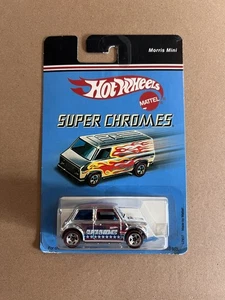 Morris Mini
HOT WHEELS
MATTEL
SUPER CHROMES